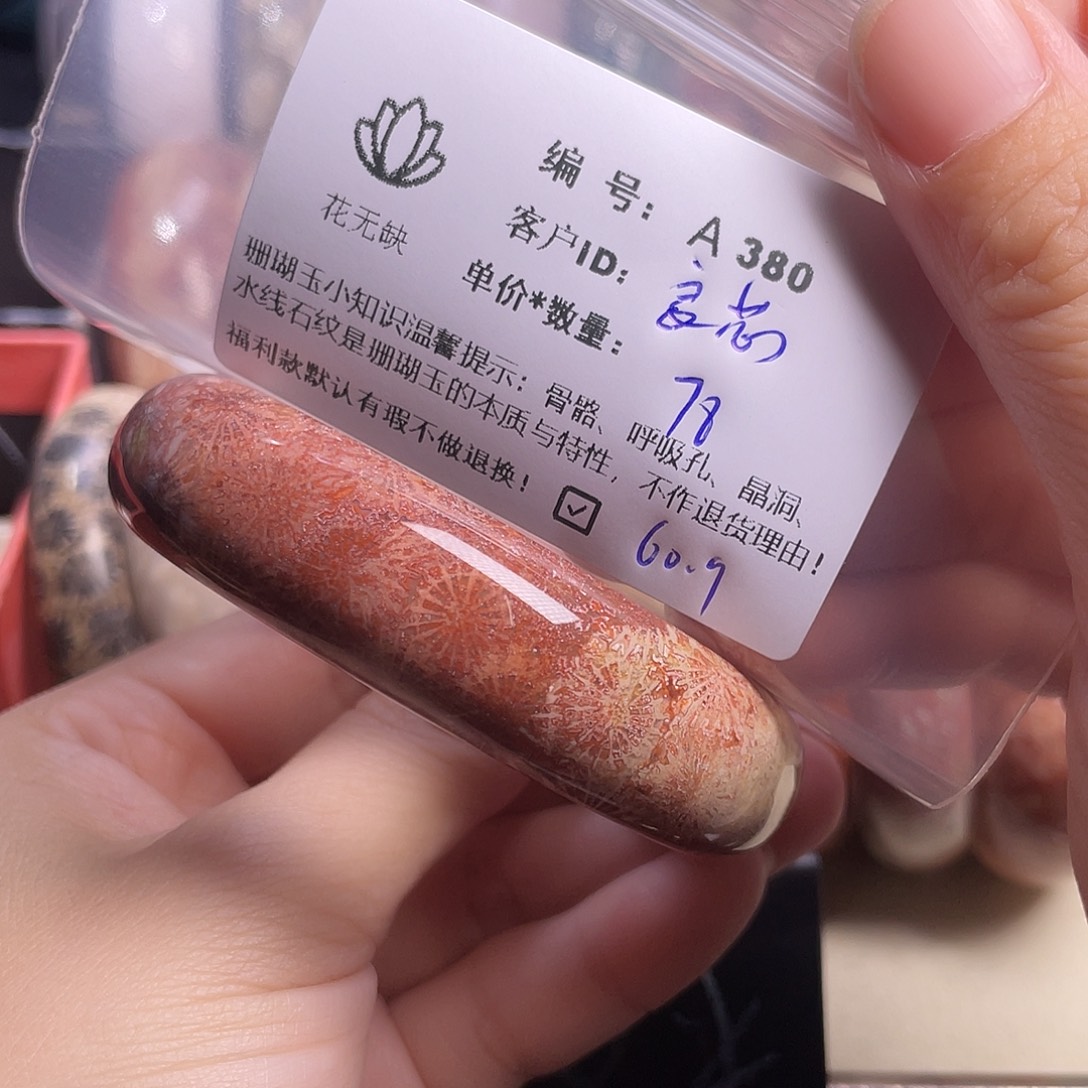 花无缺
编 号: A 380
客户ID: 良芯
单价*数量: 78
珊瑚玉小知识温馨提示:骨骼、呼吸孔、晶洞、
水线石纹是珊瑚玉的本质与特性,不作退货理由!
福利款默认有瑕不做退换! ☑
60.9